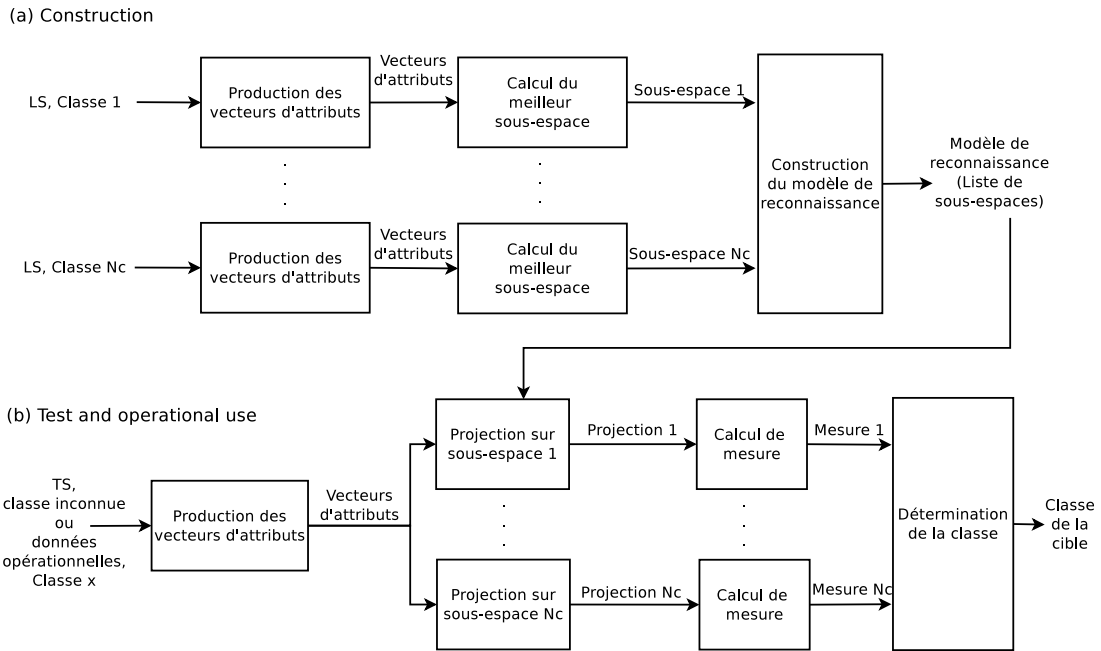 (a) Construction
LS, Classe 1
Production des
vecteurs d'attributs
Vecteurs
d'attributs
Calcul du
meilleur
sous-espace
Sous-espace 1
LS, Classe Nc
Production des
vecteurs d'attributs
Vecteurs
d'attributs
Calcul du
meilleur
sous-espace
Sous-espace Nc
Construction
du modèle de
reconnaissance
Modèle de
reconnaissance
(Liste de
sous-espaces)
(b) Test and operational use
TS,
classe inconnue
ou
données
opérationnelles,
Classe x
Production des
vecteurs d'attributs
Vecteurs
d'attributs
Projection sur
sous-espace 1
Projection 1
Calcul de
mesure
Mesure 1
Projection sur
sous-espace Nc
Projection Nc
Calcul de
mesure
Mesure Nc
Détermination
de la classe
Classe
de la
cible